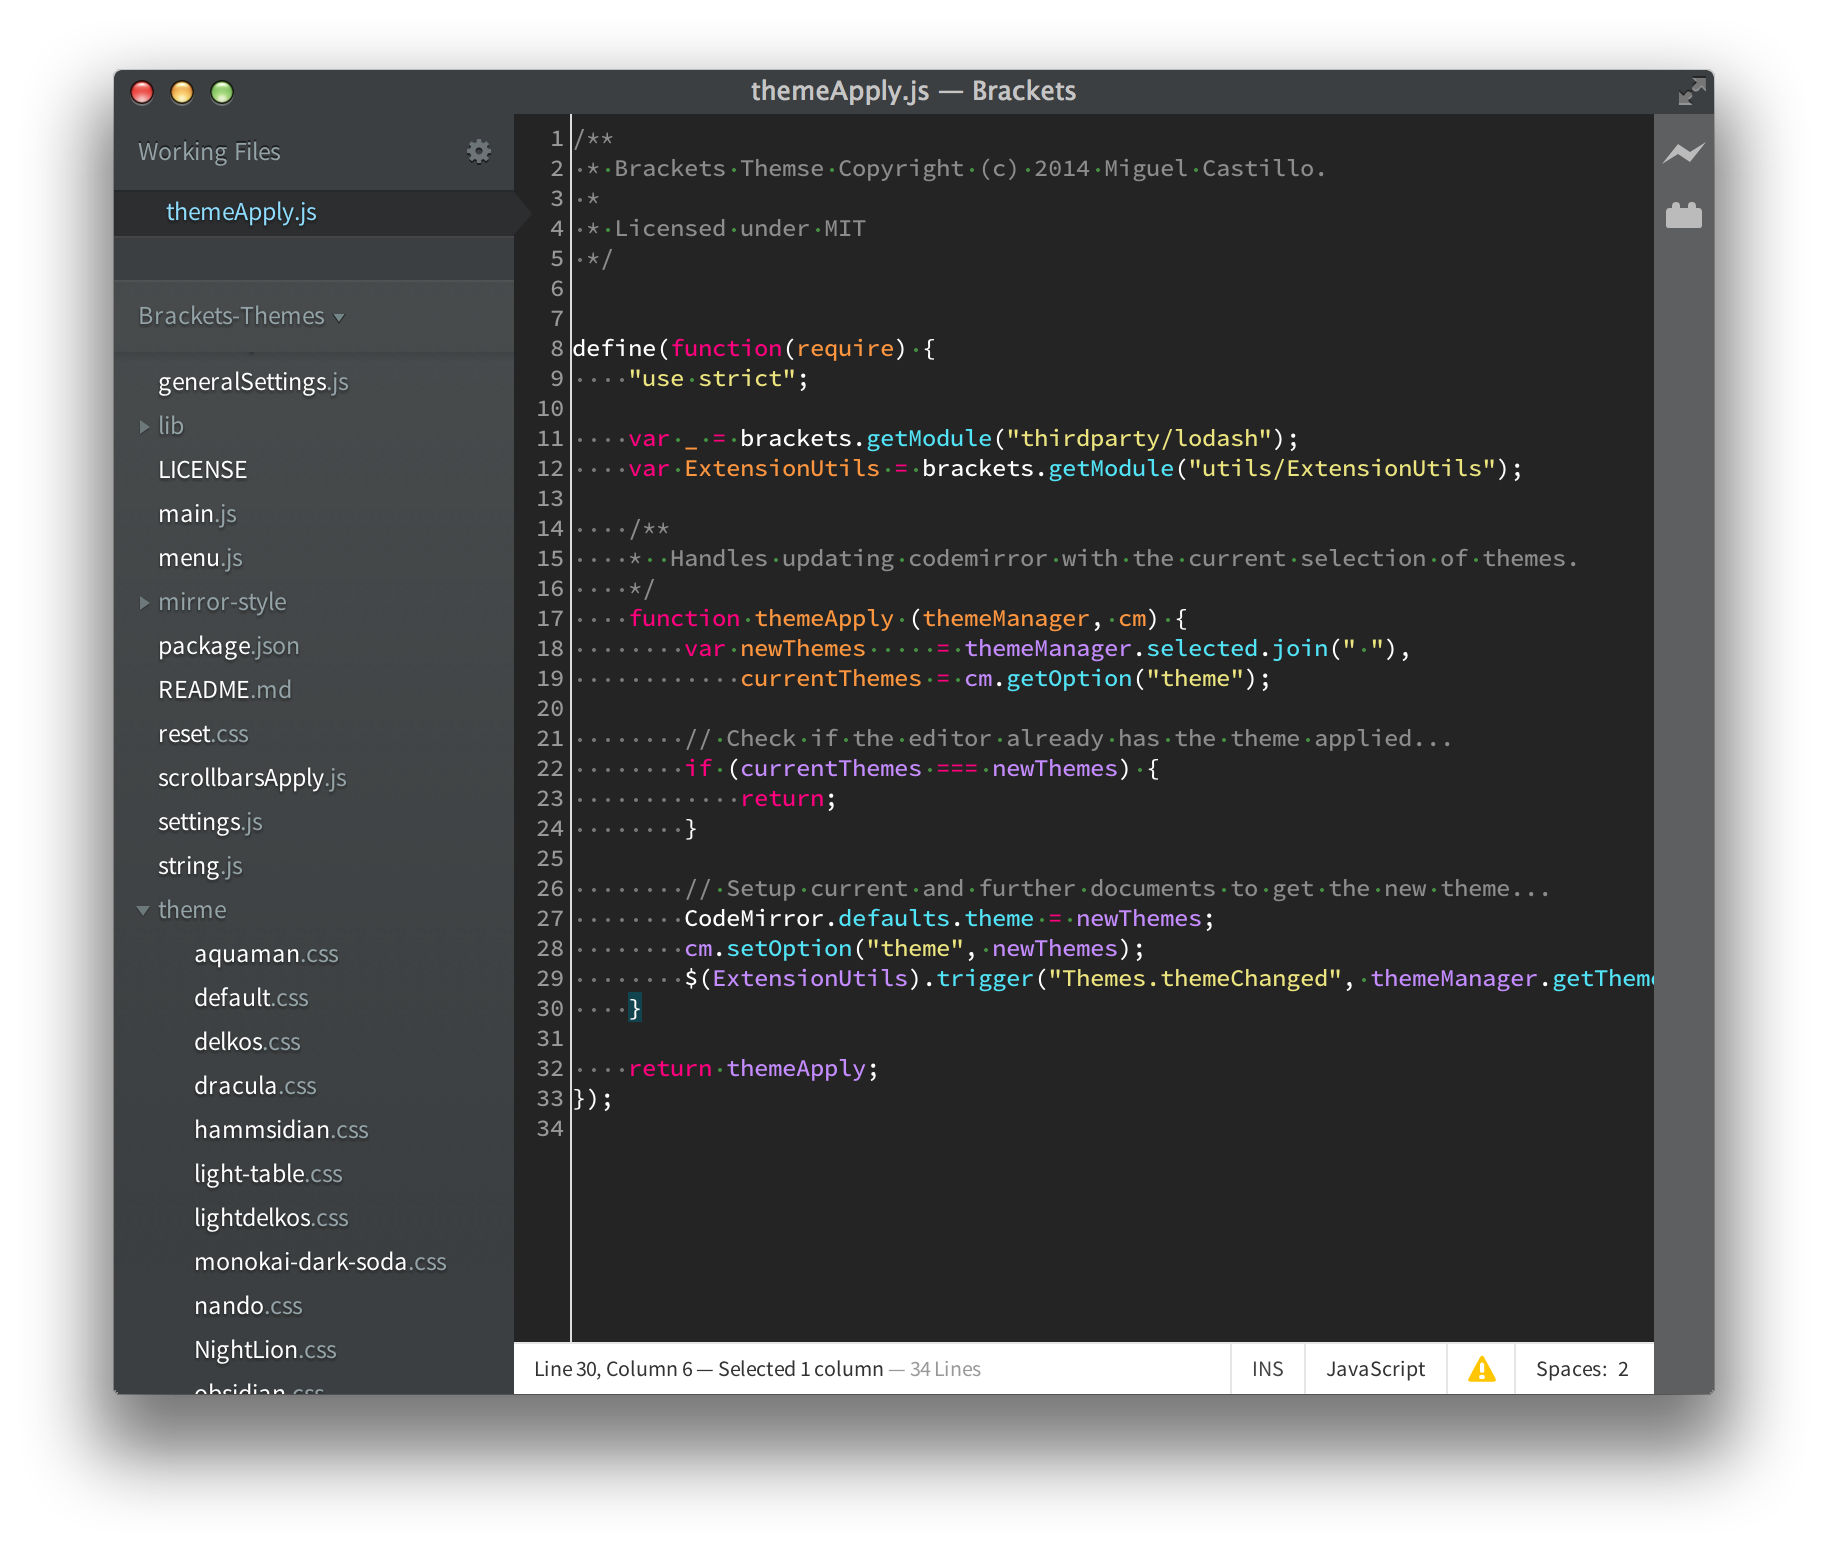 themeApply.js — Brackets
Working Files
themeApply.js
Brackets-Themes
generalSettings.js
lib
LICENSE
main.js
menu.js
mirror-style
package.json
README.md
reset.css
scrollbarsApply.js
settings.js
string.js
theme
aquaman.css
default.css
delkos.css
dracula.css
hammsidian.css
light-table.css
lightdelkos.css
monokai-dark-soda.css
nando.css
NightLion.css
obsidian.css
1 /**
2  * Brackets Themse Copyright (c) 2014 Miguel Castillo.
3  *
4  * Licensed under MIT
5  */
6
7
8 define(function(require) {
9     "use strict";
10
11     var _ = brackets.getModule("thirdparty/lodash");
12     var ExtensionUtils = brackets.getModule("utils/ExtensionUtils");
13
14     /**
15     *  Handles updating codemirror with the current selection of themes.
16     */
17     function themeApply (themeManager, cm) {
18         var newThemes     = themeManager.selected.join(" "),
19             currentThemes = cm.getOption("theme");
20
21         // Check if the editor already has the theme applied...
22         if (currentThemes === newThemes) {
23             return;
24         }
25
26         // Setup current and further documents to get the new theme...
27         CodeMirror.defaults.theme = newThemes;
28         cm.setOption("theme", newThemes);
29         $(ExtensionUtils).trigger("Themes.themeChanged", themeManager.getTheme
30     }
31
32     return themeApply;
33 });
34
Line 30, Column 6 — Selected 1 column — 34 Lines
INS
JavaScript
Spaces: 2